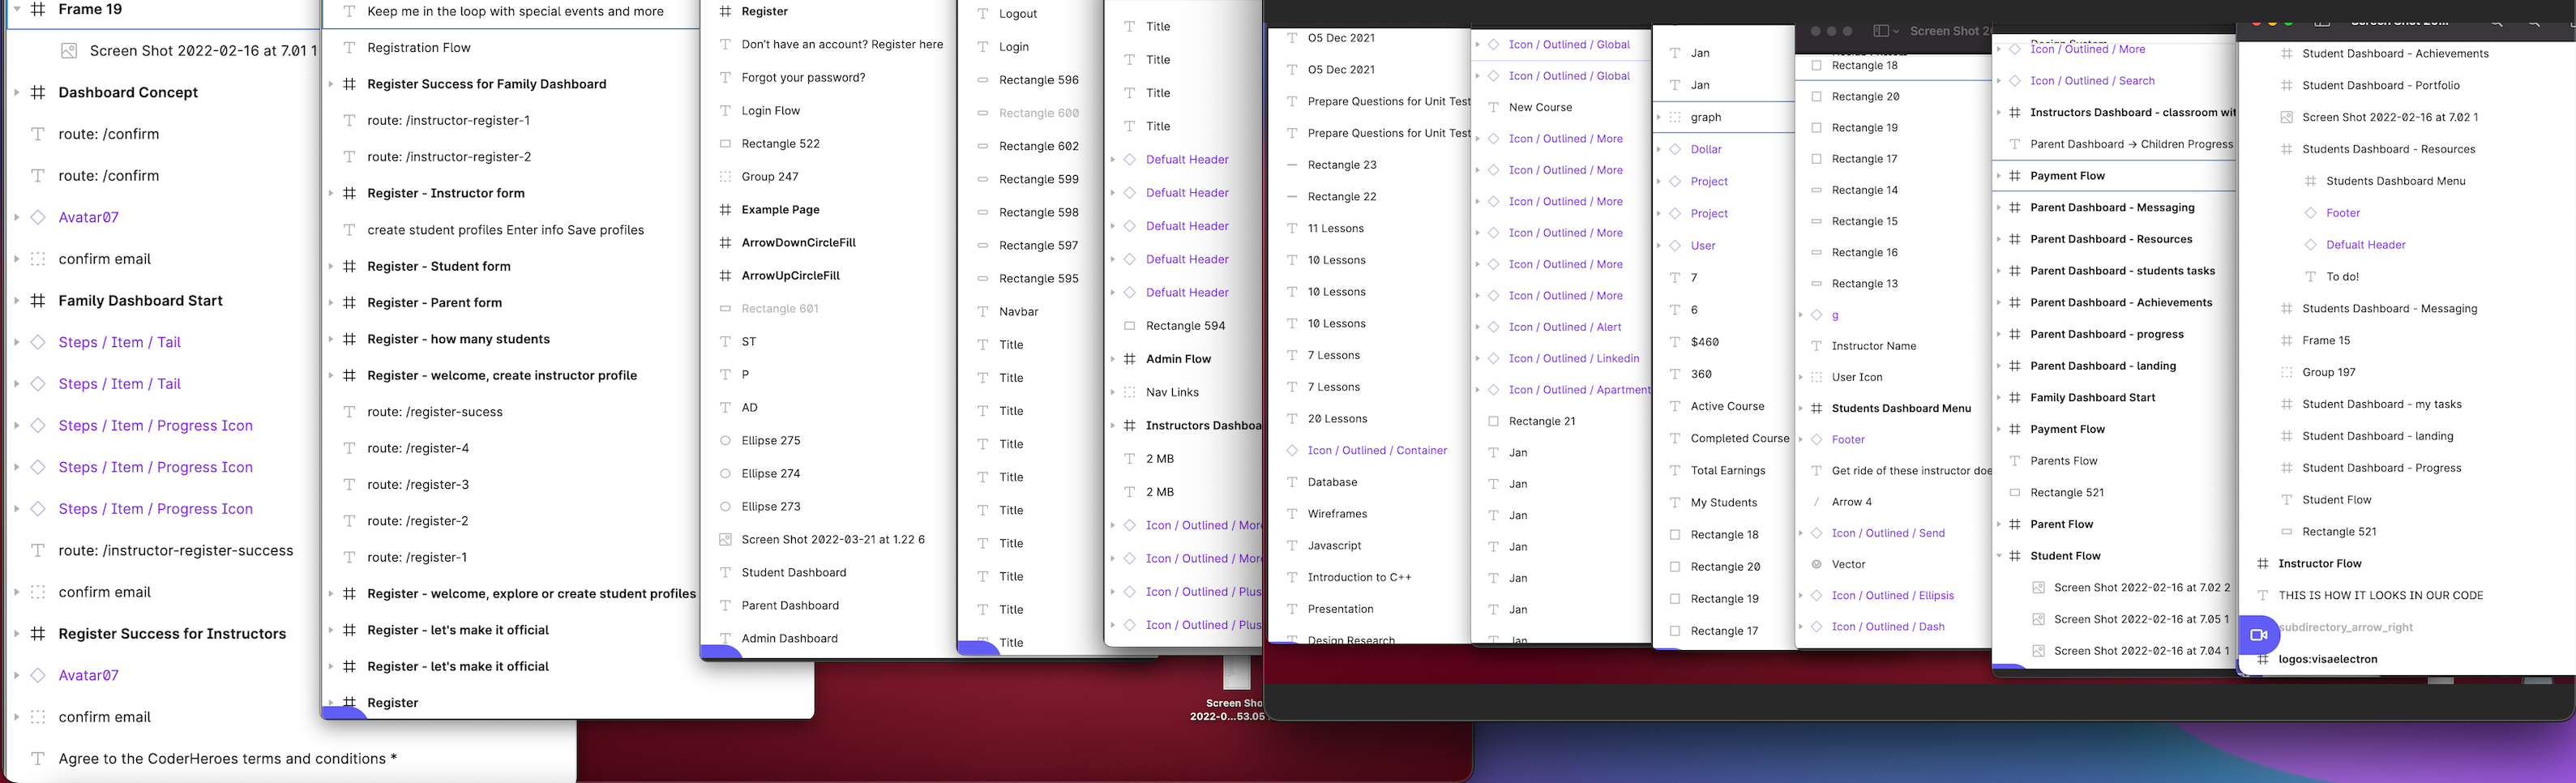 Frame 19
Screen Shot 2022-02-16 at 7.01 1
Dashboard Concept
route: /confirm
route: /confirm
Avatar07
confirm email
Family Dashboard Start
Steps / Item / Tail
Steps / Item / Tail
Steps / Item / Progress Icon
Steps / Item / Progress Icon
Steps / Item / Progress Icon
route: /instructor-register-success
confirm email
Register Success for Instructors
Avatar07
confirm email
Agree to the CoderHeroes terms and conditions *
Keep me in the loop with special events and more
Registration Flow
Register Success for Family Dashboard
route: /instructor-register-1
route: /instructor-register-2
Register - Instructor form
create student profiles Enter info Save profiles
Register - Student form
Register - Parent form
Register - how many students
Register - welcome, create instructor profile
route: /register-sucess
route: /register-4
route: /register-3
route: /register-2
route: /register-1
Register - welcome, explore or create student profiles
Register - let's make it official
Register - let's make it official
Register
Register
Don't have an account? Register here
Forgot your password?
Login Flow
Rectangle 522
Group 247
Example Page
ArrowDownCircleFill
ArrowUpCircleFill
Rectangle 601
ST
P
AD
Ellipse 275
Ellipse 274
Ellipse 273
Screen Shot 2022-03-21 at 1.22 6
Student Dashboard
Parent Dashboard
Admin Dashboard
Logout
Login
Rectangle 596
Rectangle 600
Rectangle 602
Rectangle 599
Rectangle 598
Rectangle 597
Rectangle 595
Navbar
Title
Title
Title
Title
Title
Title
Title
Title
Title
Title
Title
Title
Title
Title
Defualt Header
Defualt Header
Defualt Header
Defualt Header
Defualt Header
Rectangle 594
Admin Flow
Nav Links
Instructors Dashboa
2 MB
2 MB
Icon / Outlined / Mor
Icon / Outlined / Mor
Icon / Outlined / Plus
Icon / Outlined / Plus
Screen Sho
2022-0...53.05
05 Dec 2021
05 Dec 2021
Prepare Questions for Unit Test
Prepare Questions for Unit Test
Rectangle 23
Rectangle 22
11 Lessons
10 Lessons
10 Lessons
10 Lessons
7 Lessons
7 Lessons
20 Lessons
Icon / Outlined / Container
Database
Wireframes
Javascript
Introduction to C++
Presentation
Design Research
Icon / Outlined / Global
Icon / Outlined / Global
New Course
Icon / Outlined / More
Icon / Outlined / More
Icon / Outlined / More
Icon / Outlined / More
Icon / Outlined / More
Icon / Outlined / More
Icon / Outlined / Alert
Icon / Outlined / Linkedin
Icon / Outlined / Apartment
Rectangle 21
Jan
Jan
Jan
Jan
Jan
Jan
Jan
Jan
Jan
graph
Dollar
Project
Project
User
7
6
$460
360
Active Course
Completed Course
Total Earnings
My Students
Rectangle 18
Rectangle 20
Rectangle 19
Rectangle 17
Screen Shot 2
Rectangle 18
Rectangle 20
Rectangle 19
Rectangle 17
Rectangle 14
Rectangle 15
Rectangle 16
Rectangle 13
g
Instructor Name
User Icon
Students Dashboard Menu
Footer
Get ride of these instructor doe
Arrow 4
Icon / Outlined / Send
Vector
Icon / Outlined / Ellipsis
Icon / Outlined / Dash
Icon / Outlined / More
Icon / Outlined / Search
Instructors Dashboard - classroom wit
Parent Dashboard -> Children Progress
Payment Flow
Parent Dashboard - Messaging
Parent Dashboard - Resources
Parent Dashboard - students tasks
Parent Dashboard - Achievements
Parent Dashboard - progress
Parent Dashboard - landing
Family Dashboard Start
Payment Flow
Parents Flow
Rectangle 521
Parent Flow
Student Flow
Screen Shot 2022-02-16 at 7.02 2
Screen Shot 2022-02-16 at 7.05 1
Screen Shot 2022-02-16 at 7.04 1
Student Dashboard - Achievements
Student Dashboard - Portfolio
Screen Shot 2022-02-16 at 7.02 1
Students Dashboard - Resources
Students Dashboard Menu
Footer
Defualt Header
To do!
Students Dashboard - Messaging
Frame 15
Group 197
Student Dashboard - my tasks
Student Dashboard - landing
Student Dashboard - Progress
Student Flow
Rectangle 521
Instructor Flow
THIS IS HOW IT LOOKS IN OUR CODE
subdirectory_arrow_right
logos:visaelectron